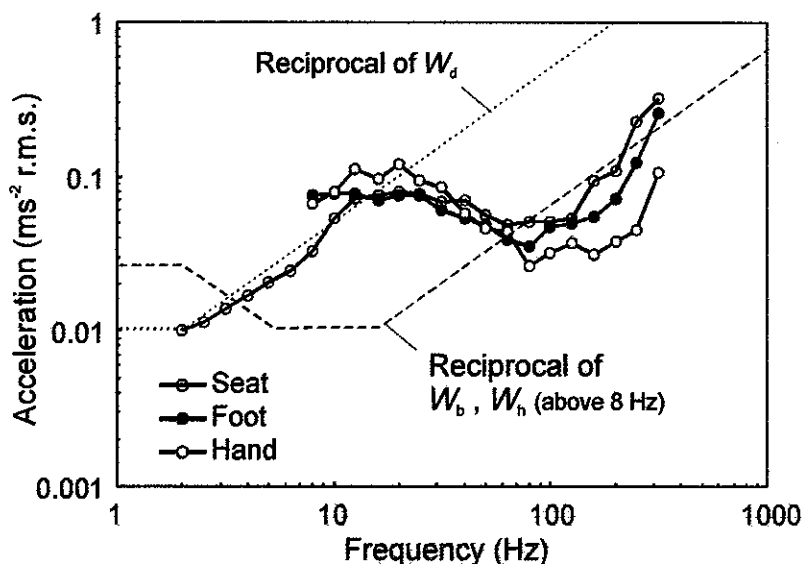 1
0.1
0.01
0.001
Acceleration (ms⁻² r.m.s.)
Reciprocal of W_d
Reciprocal of
W_b , W_h (above 8 Hz)
Seat
Foot
Hand
1
10
100
1000
Frequency (Hz)